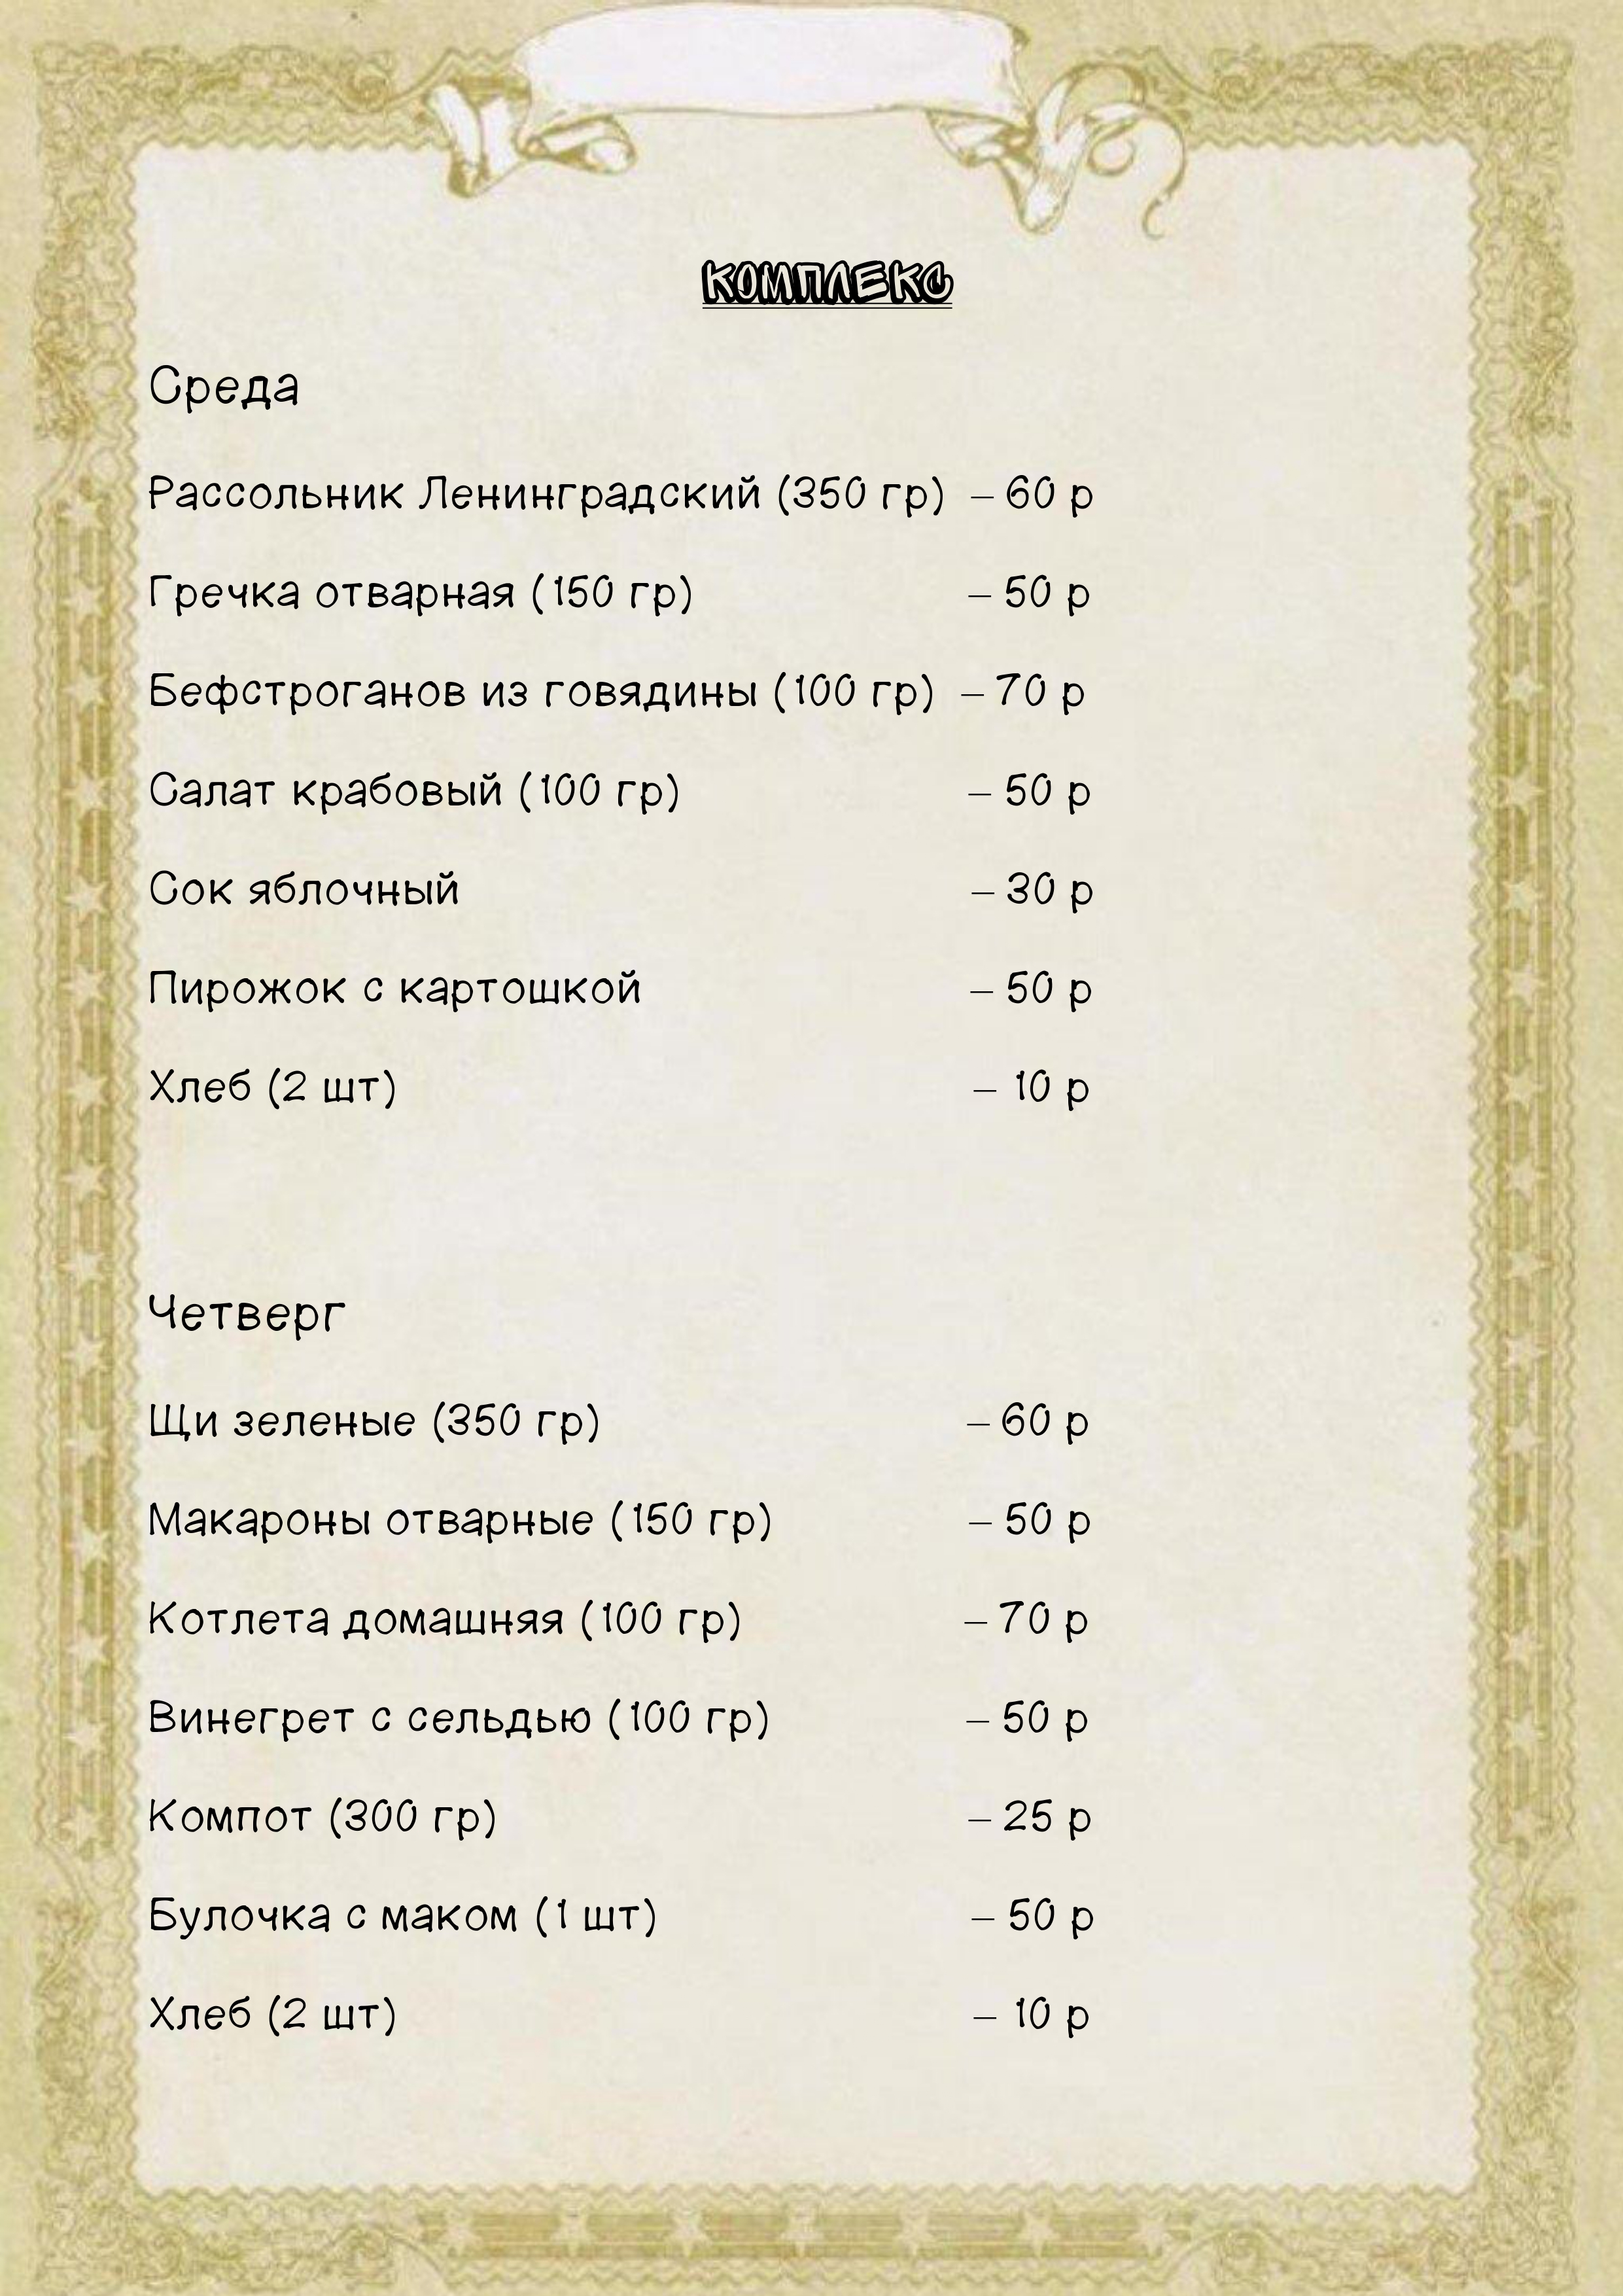 КОМПЛЕКС
Среда
Рассольник Ленинградский (350 гр) – 60 р
Гречка отварная (150 гр) – 50 р
Бефстроганов из говядины (100 гр) – 70 р
Салат крабовый (100 гр) – 50 р
Сок яблочный – 30 р
Пирожок с картошкой – 50 р
Хлеб (2 шт) – 10 р
Четверг
Щи зеленые (350 гр) – 60 р
Макароны отварные (150 гр) – 50 р
Котлета домашняя (100 гр) – 70 р
Винегрет с сельдью (100 гр) – 50 р
Компот (300 гр) – 25 р
Булочка с маком (1 шт) – 50 р
Хлеб (2 шт) – 10 р